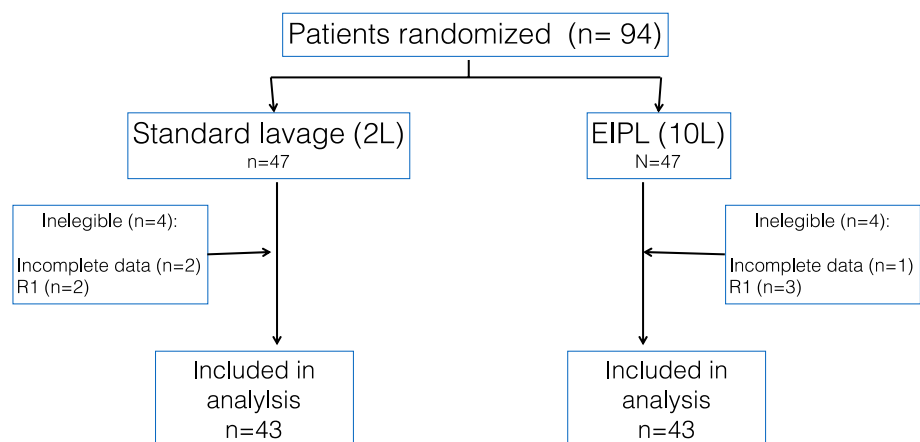 Patients randomized (n= 94)
Standard lavage (2L)
n=47
EIPL (10L)
N=47
Inelegible (n=4):
Incomplete data (n=2)
R1 (n=2)
Inelegible (n=4):
Incomplete data (n=1)
R1 (n=3)
Included in
analylsis
n=43
Included in
analysis
n=43